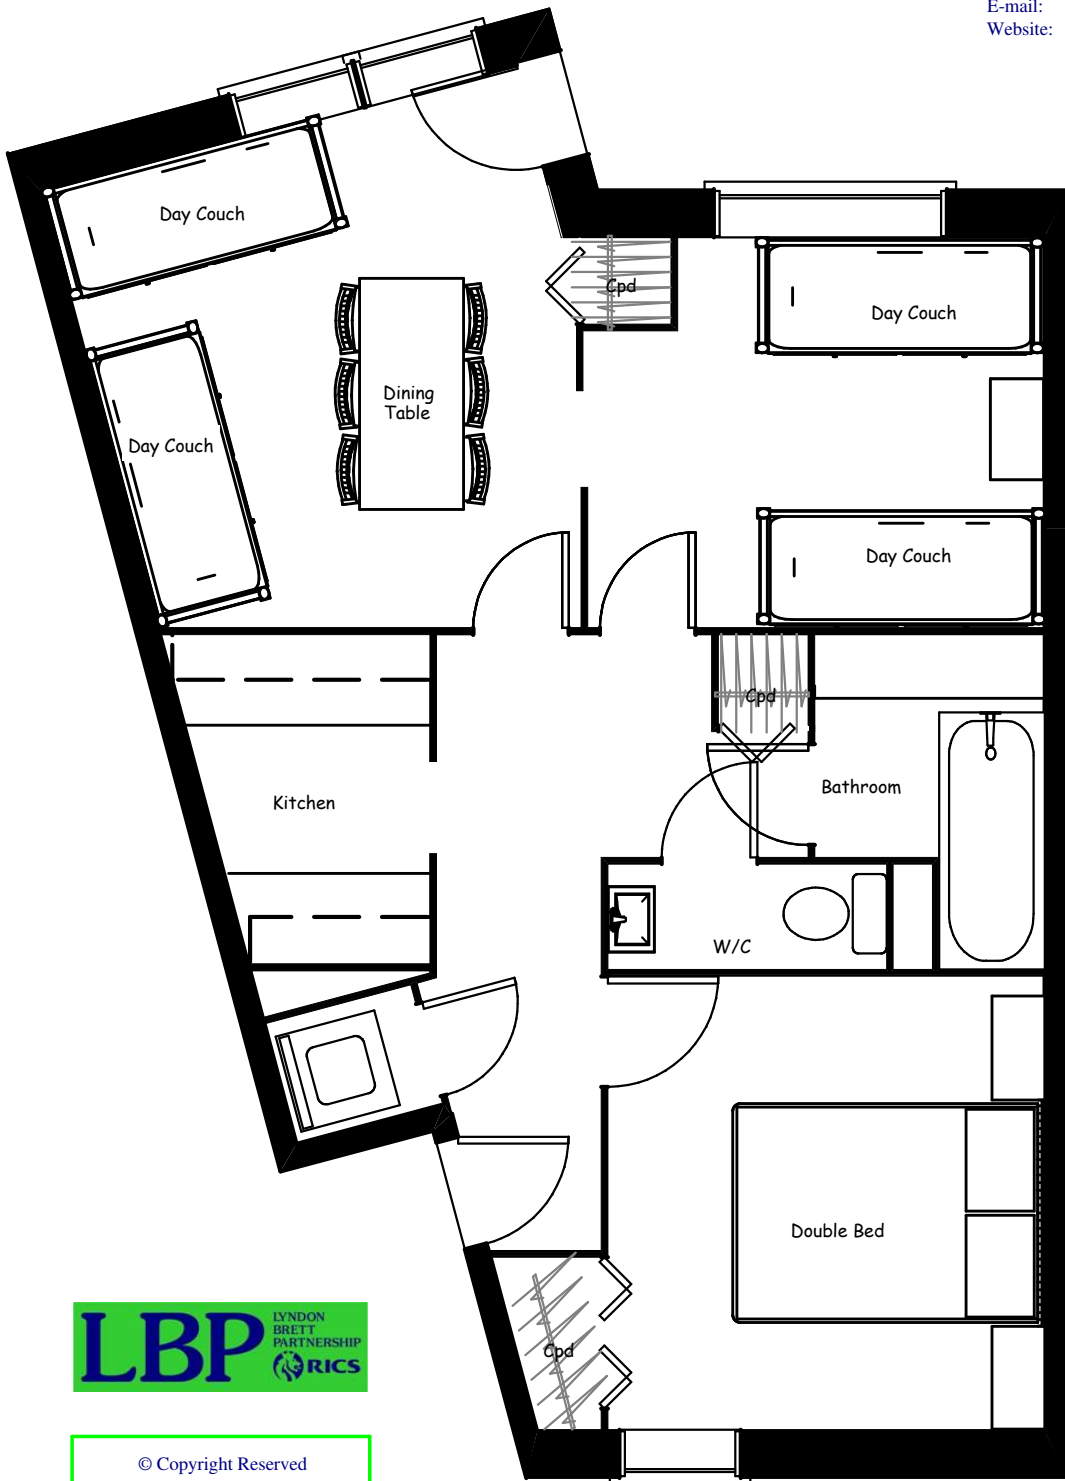 E-mail:
Website:
Day Couch
Cpd
Day Couch
Dining
Table
Day Couch
Day Couch
Cpd
Bathroom
Kitchen
W/C
Double Bed
Cpd
LBP
LYNDON
BRETT
PARTNERSHIP
RICS
© Copyright Reserved